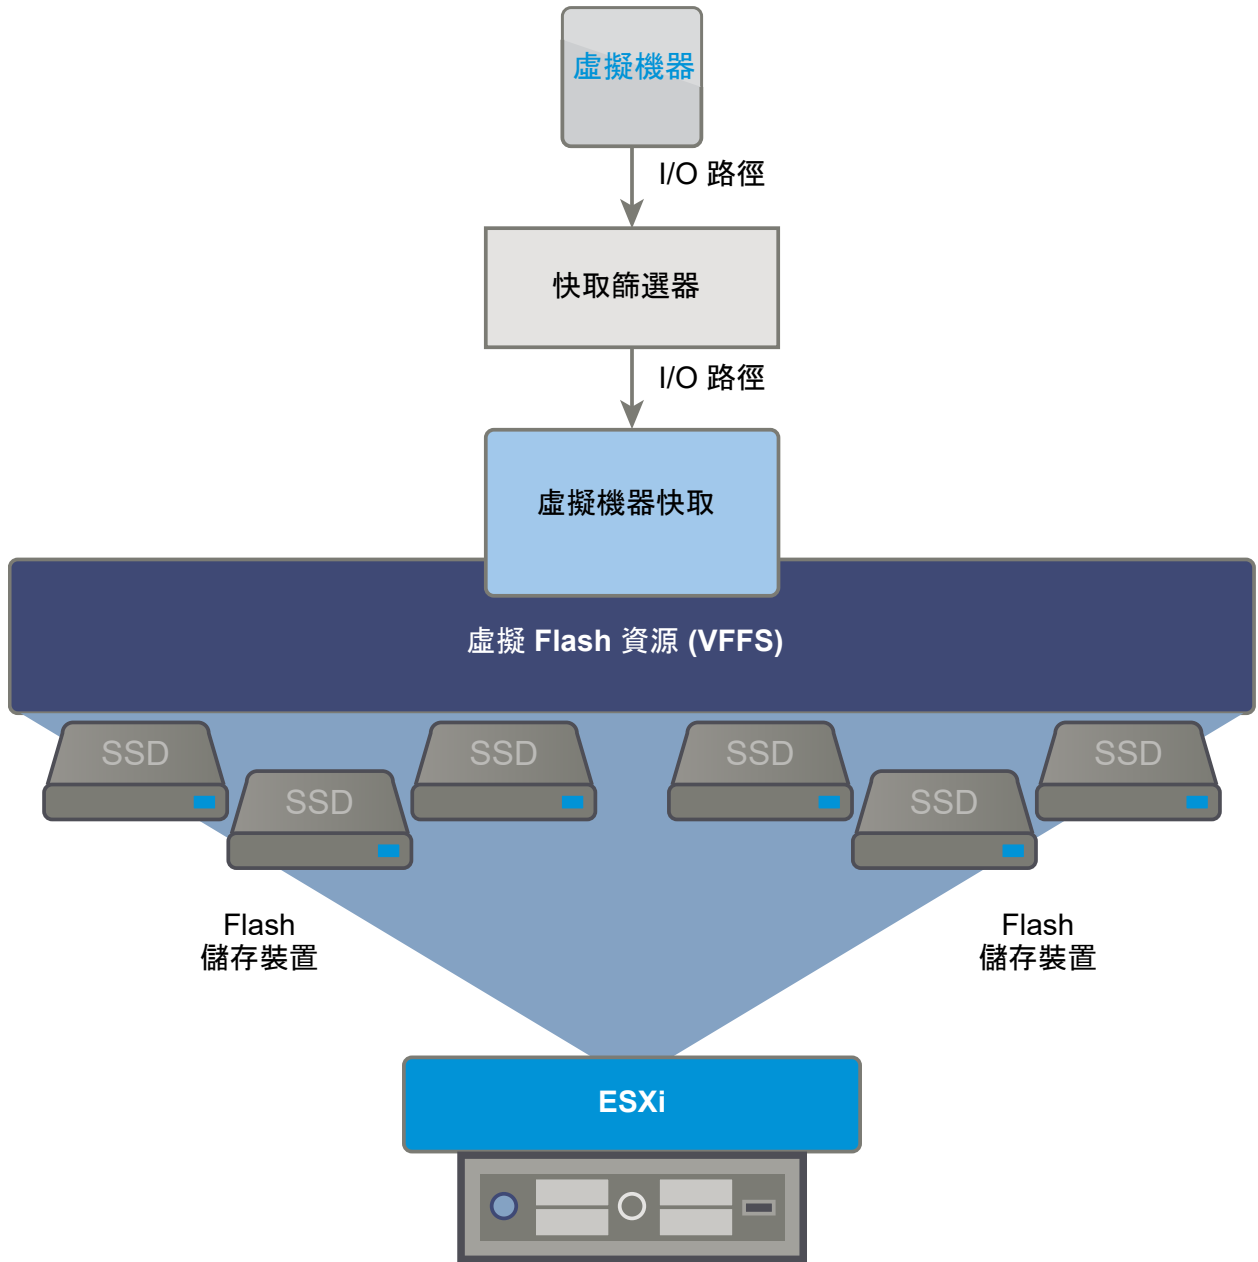 虛擬機器
I/O 路徑
快取篩選器
I/O 路徑
虛擬機器快取
虛擬 Flash 資源 (VFFS)
SSD
SSD
SSD
SSD
SSD
SSD
Flash
儲存裝置
Flash
儲存裝置
ESXi